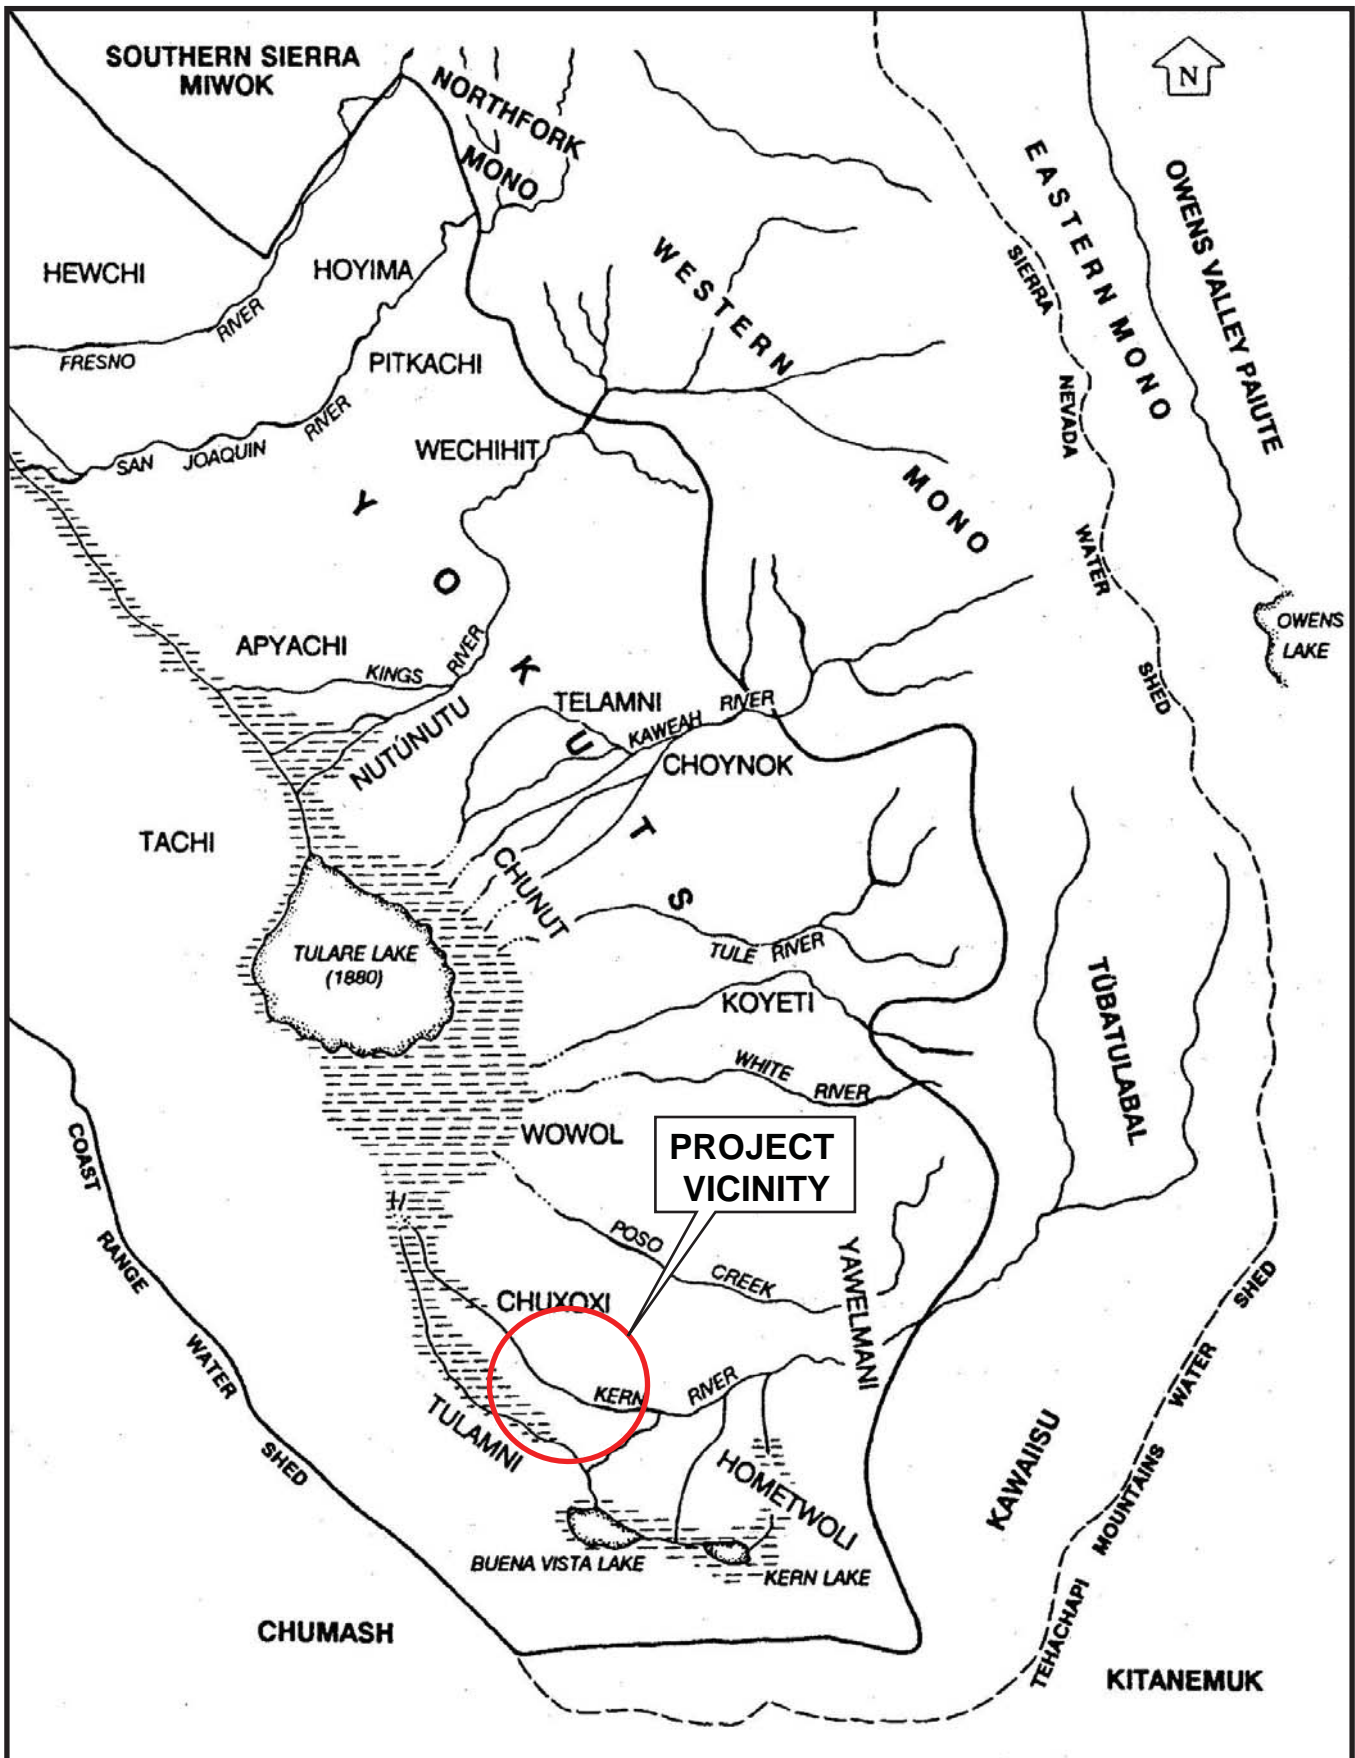 SOUTHERN SIERRA
MIWOK
N
NORTHFORK
MONO
EASTERN MONO
OWENS VALLEY PAIUTE
HEWCHI
HOYIMA
WESTERN
MONO
SIERRA
NEVADA
WATER
SHED
FRESNO
RIVER
PITKACHI
SAN JOAQUIN RIVER
WECHIHIT
YOKUTS
OWENS
LAKE
APYACHI
KINGS
RIVER
NUTÚNUTU
TELAMNI
KAWEAH
RIVER
CHOYNOK
TACHI
CHUNUT
TULARE LAKE
(1880)
TULE RIVER
KOYETI
TÜBATULABAL
WHITE
RIVER
WOWOL
PROJECT
VICINITY
COAST
RANGE
WATER
SHED
POSO
CREEK
YAWELMANI
CHUXOXI
KERN
RIVER
TULAMNI
HOMETWOLI
KAWAIISU
SHED
WATER
MOUNTAINS
TEHACHAPI
BUENA VISTA LAKE
KERN LAKE
CHUMASH
KITANEMUK